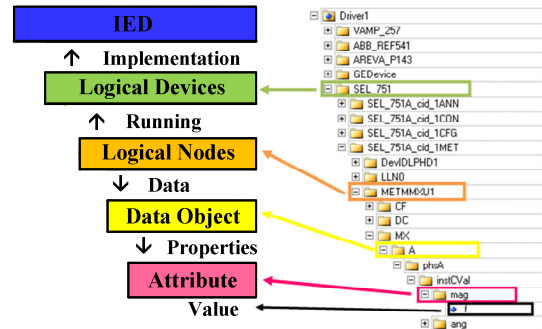 IED
Implementation
Logical Devices
Running
Logical Nodes
Data
Data Object
Properties
Attribute
Value
Driver1
VAMP_257
ABB_REF541
AREVA_P143
GEDevice
SEL_751
SEL_751A_cid_1ANN
SEL_751A_cid_1CON
SEL_751A_cid_1CFG
SEL_751A_cid_1MET
DevIDLPHD1
LLN0
METMMXU1
CF
DC
MX
A
phsA
instCVal
mag
f
ang